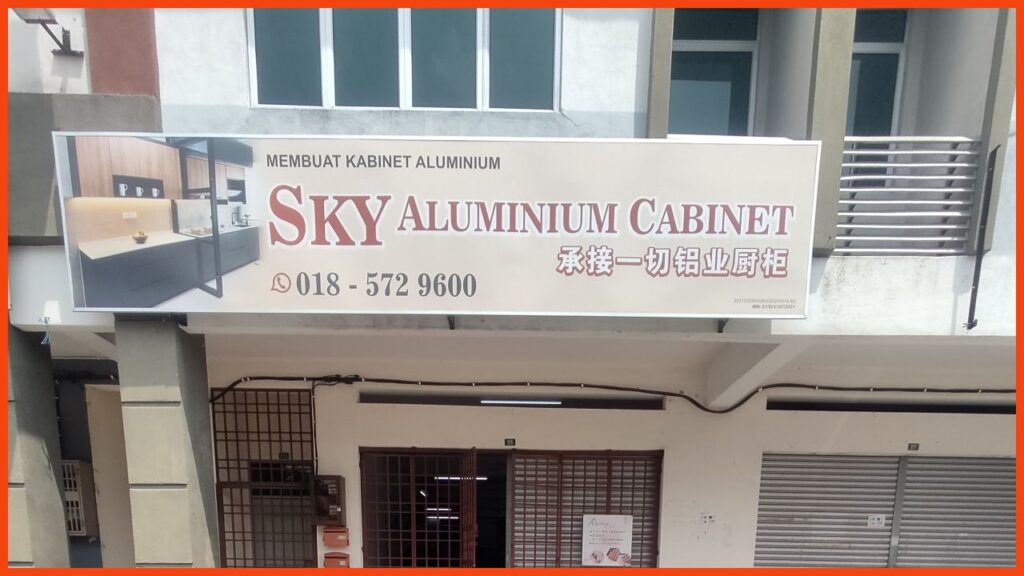 MEMBUAT KABINET ALUMINIUM
SKY ALUMINIUM CABINET
承接一切铝业厨柜
018 - 572 9600